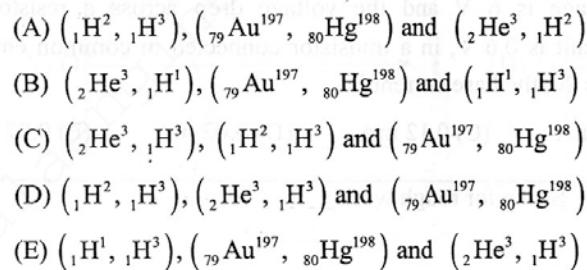 (A) (₁H², ₁H³), (₇₉Au¹⁹⁷, ₈₀Hg¹⁹⁸) and (₂He³, ₁H²)
(B) (₂He³, ₁H¹), (₇₉Au¹⁹⁷, ₈₀Hg¹⁹⁸) and (₁H¹, ₁H³)
(C) (₂He³, ₁H³), (₁H², ₁H³) and (₇₉Au¹⁹⁷, ₈₀Hg¹⁹⁸)
(D) (₁H², ₁H³), (₂He³, ₁H³) and (₇₉Au¹⁹⁷, ₈₀Hg¹⁹⁸)
(E) (₁H¹, ₁H³), (₇₉Au¹⁹⁷, ₈₀Hg¹⁹⁸) and (₂He³, ₁H³)